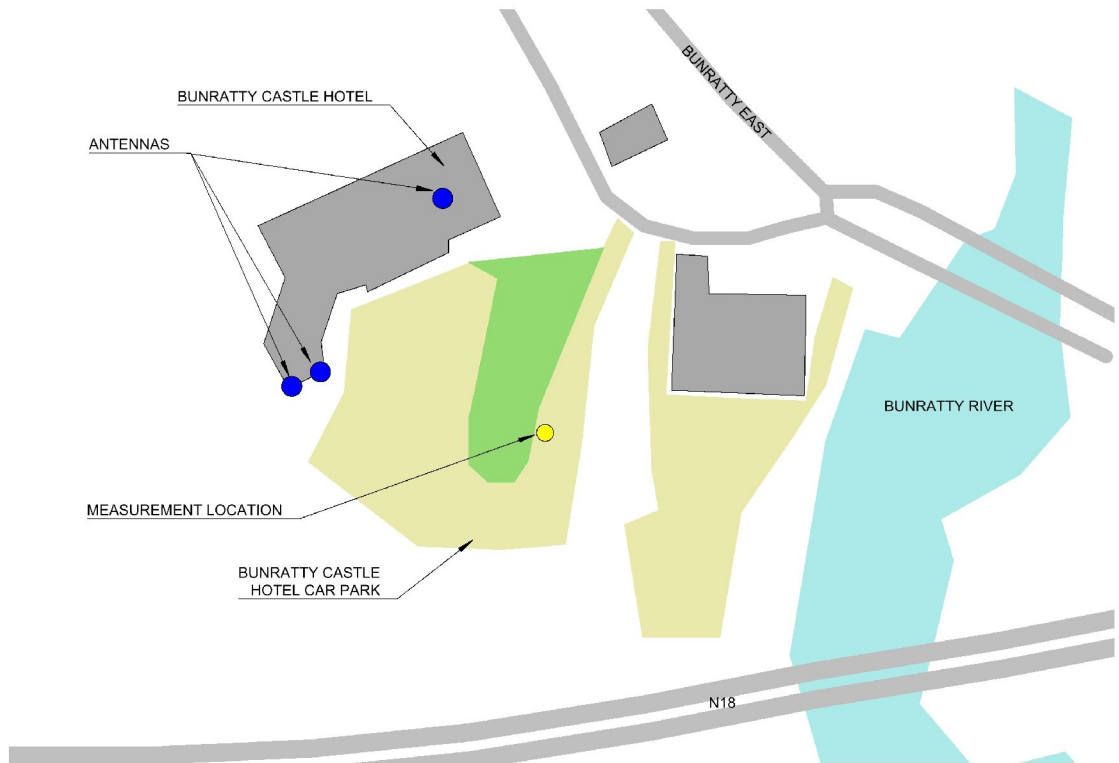 BUNRATTY EAST
BUNRATTY CASTLE HOTEL
ANTENNAS
BUNRATTY RIVER
MEASUREMENT LOCATION
BUNRATTY CASTLE
HOTEL CAR PARK
N18